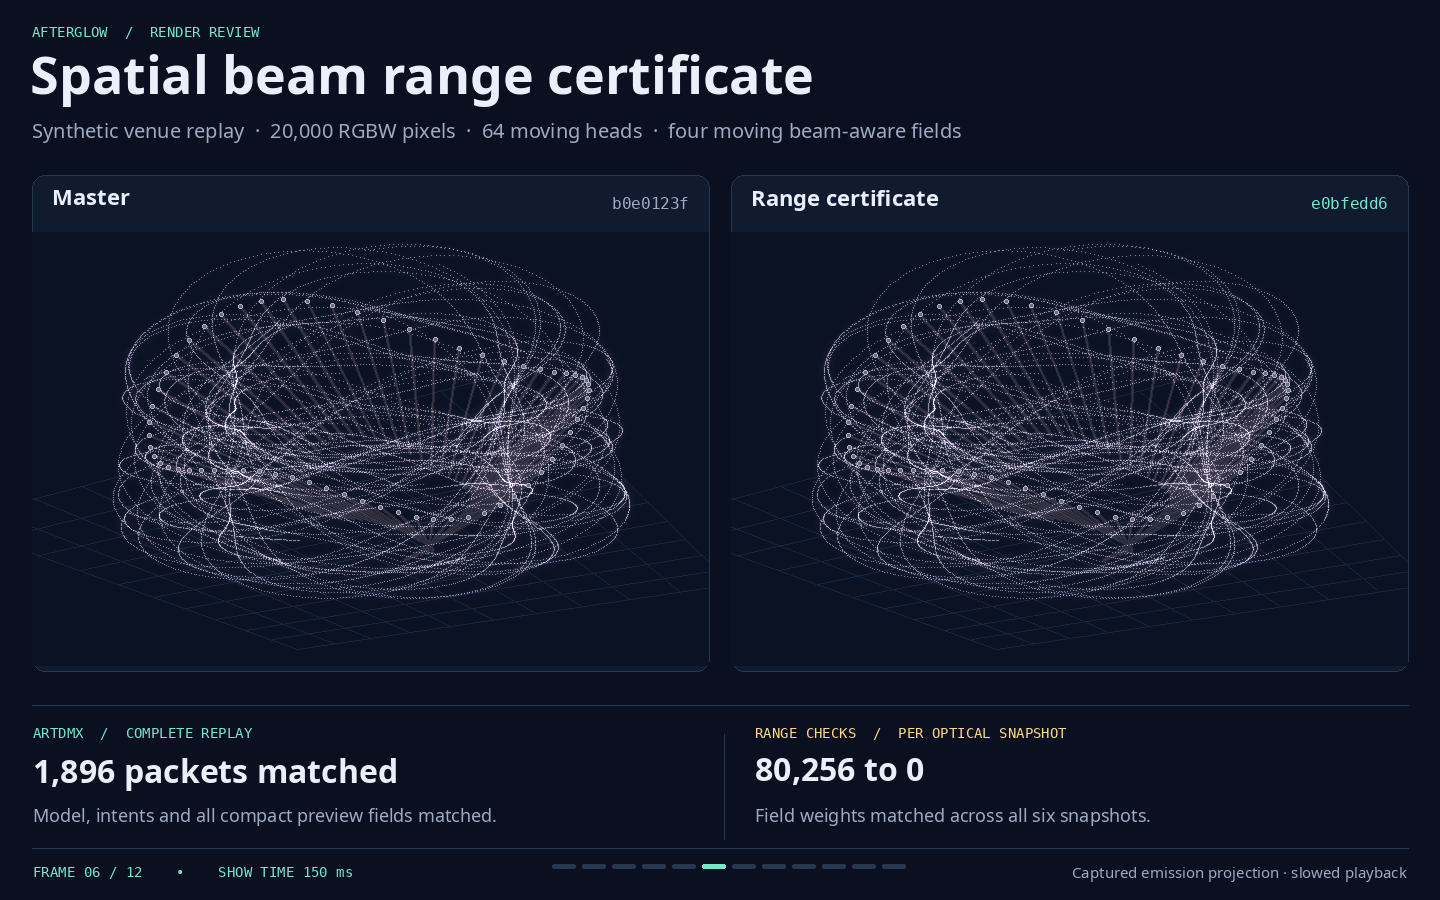 AFTERGLOW / RENDER REVIEW
Spatial beam range certificate
Synthetic venue replay · 20,000 RGBW pixels · 64 moving heads · four moving beam-aware fields
Master
b0e0123f
Range certificate
e0bfedd6
ARTDMX / COMPLETE REPLAY
1,896 packets matched
Model, intents and all compact preview fields matched.
RANGE CHECKS / PER OPTICAL SNAPSHOT
80,256 to 0
Field weights matched across all six snapshots.
FRAME 06 / 12 • SHOW TIME 150 ms
Captured emission projection · slowed playback